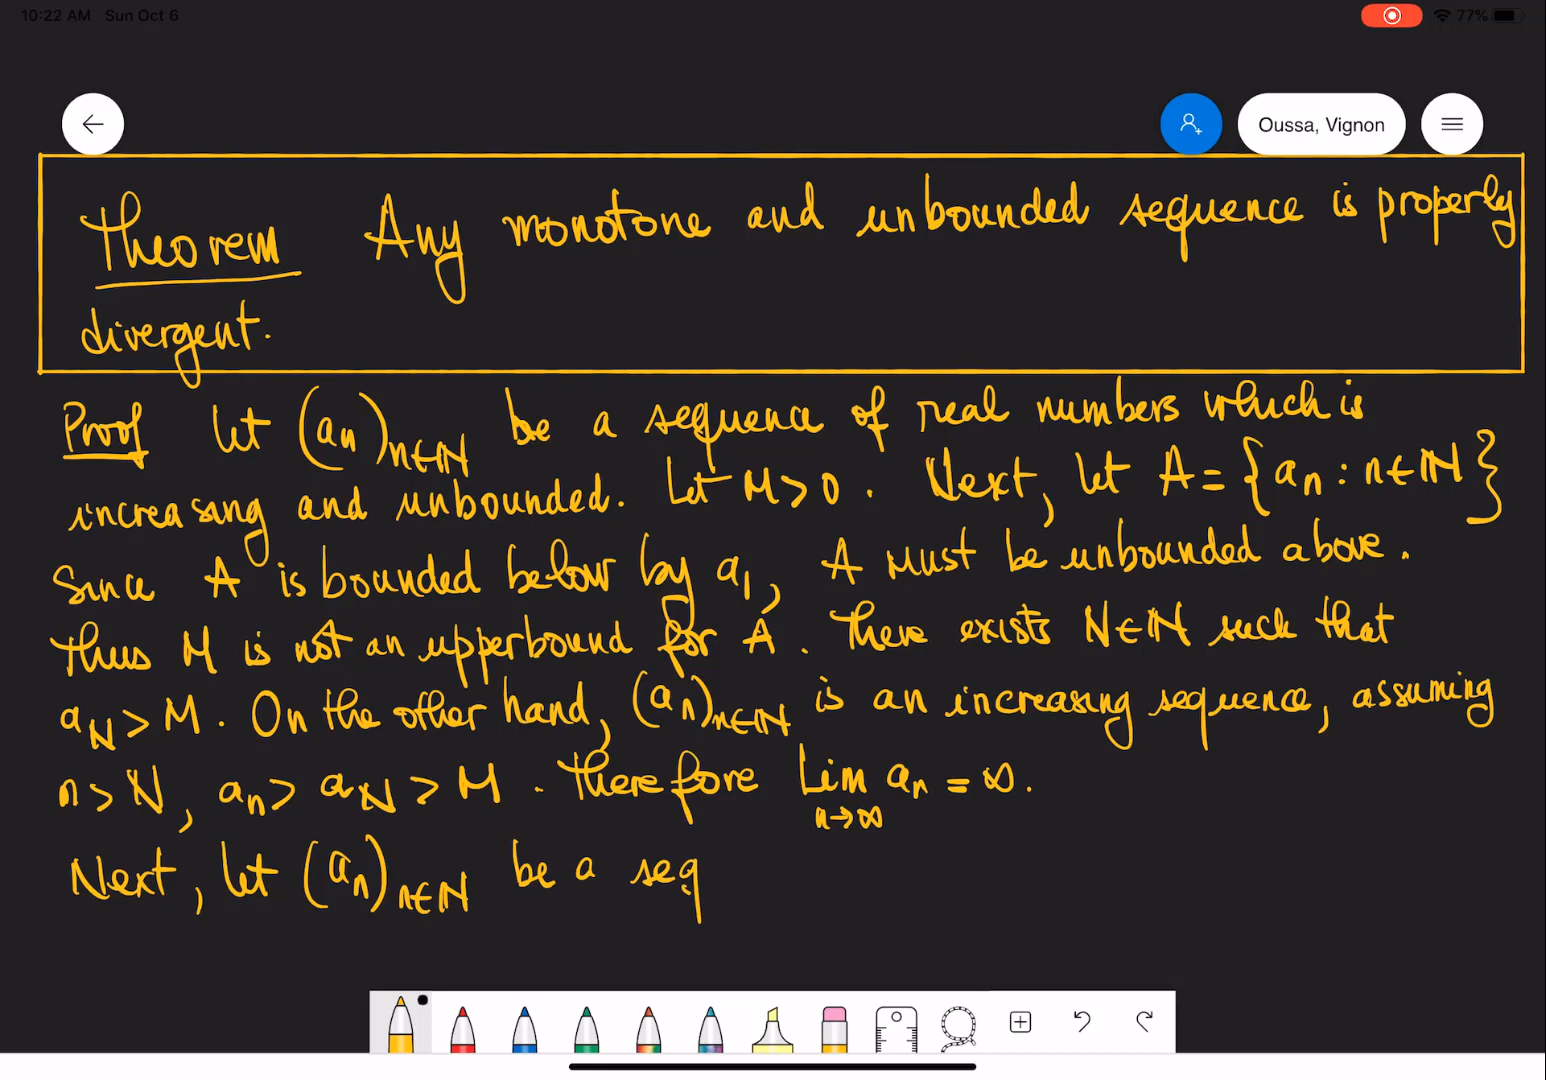 10:22 AM Sun Oct 6
77%
Oussa, Vignon
Theorem Any monotone and unbounded sequence is properly
divergent.
Proof let (aₙ)ₙ∈ℕ be a sequence of real numbers which is
increasing and unbounded. Let M > 0. Next, let A = {aₙ : n ∈ ℕ}
Since A is bounded below by a₁, A must be unbounded above.
Thus M is not an upperbound for A. There exists N ∈ ℕ such that
a_N > M. On the other hand, (aₙ)ₙ∈ℕ is an increasing sequence, assuming
n > N, aₙ > a_N > M. Therefore Lim n→∞ aₙ = ∞.
Next, let (aₙ)ₙ∈ℕ be a seq